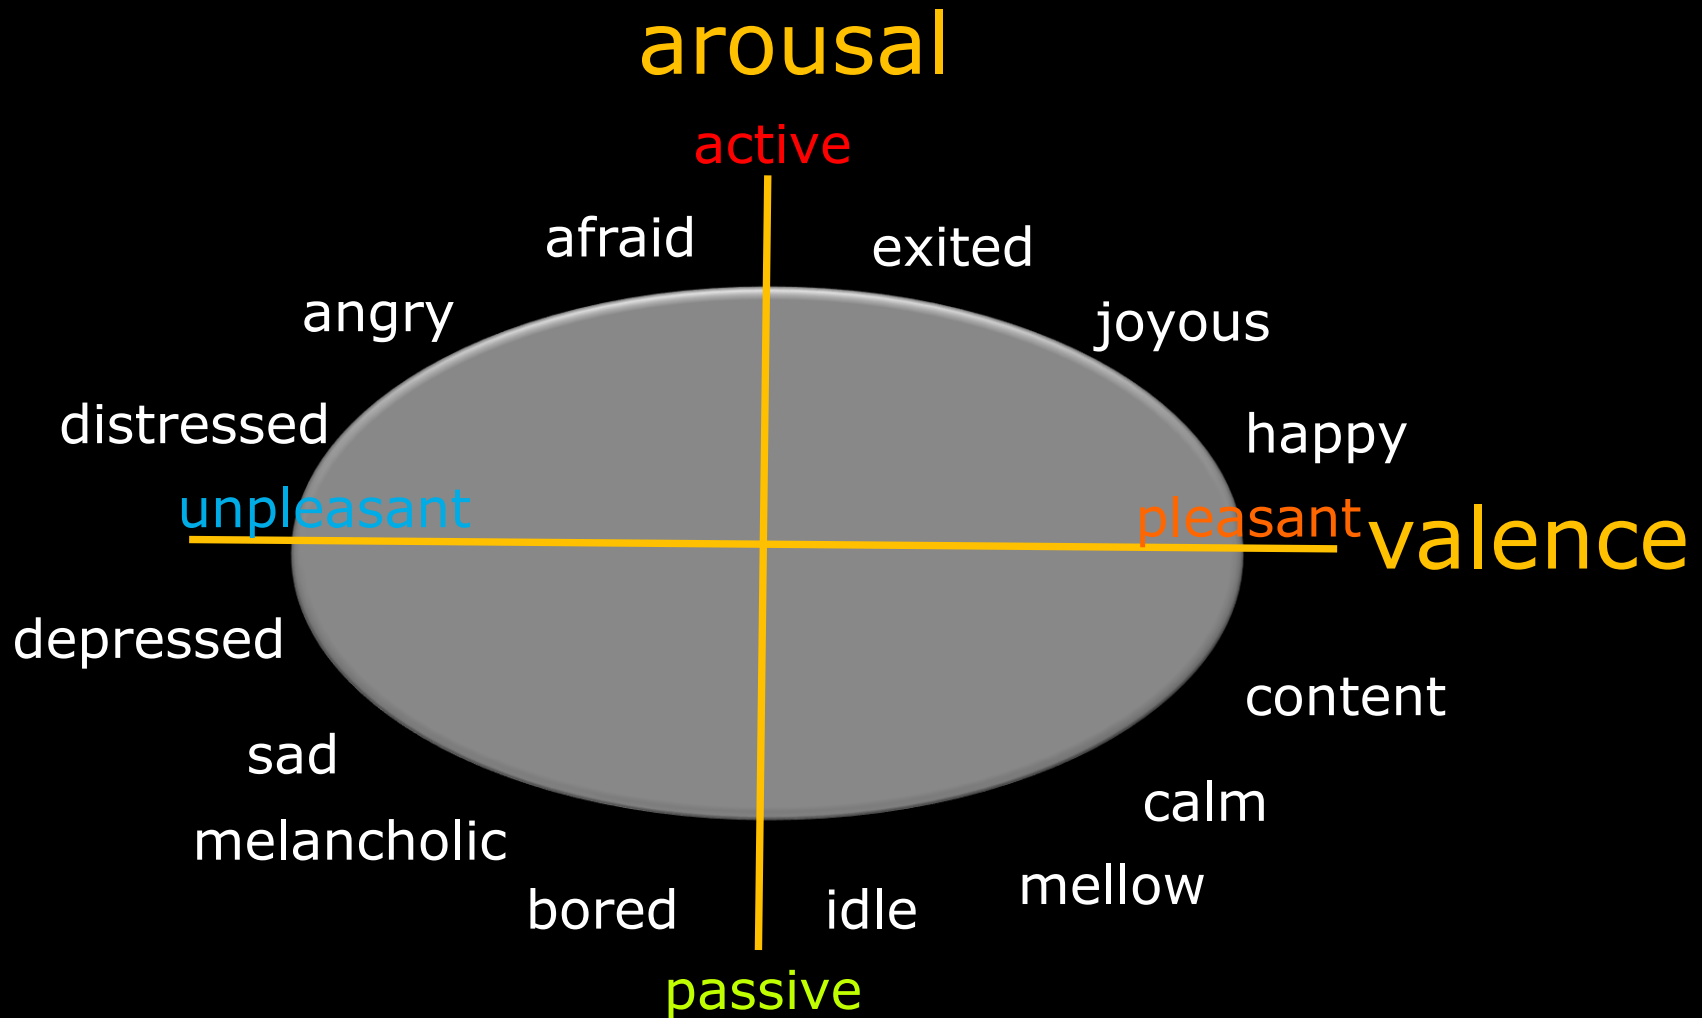 arousal
active
afraid
exited
angry
joyous
distressed
happy
unpleasant
pleasant
valence
depressed
content
sad
calm
melancholic
mellow
bored
idle
passive